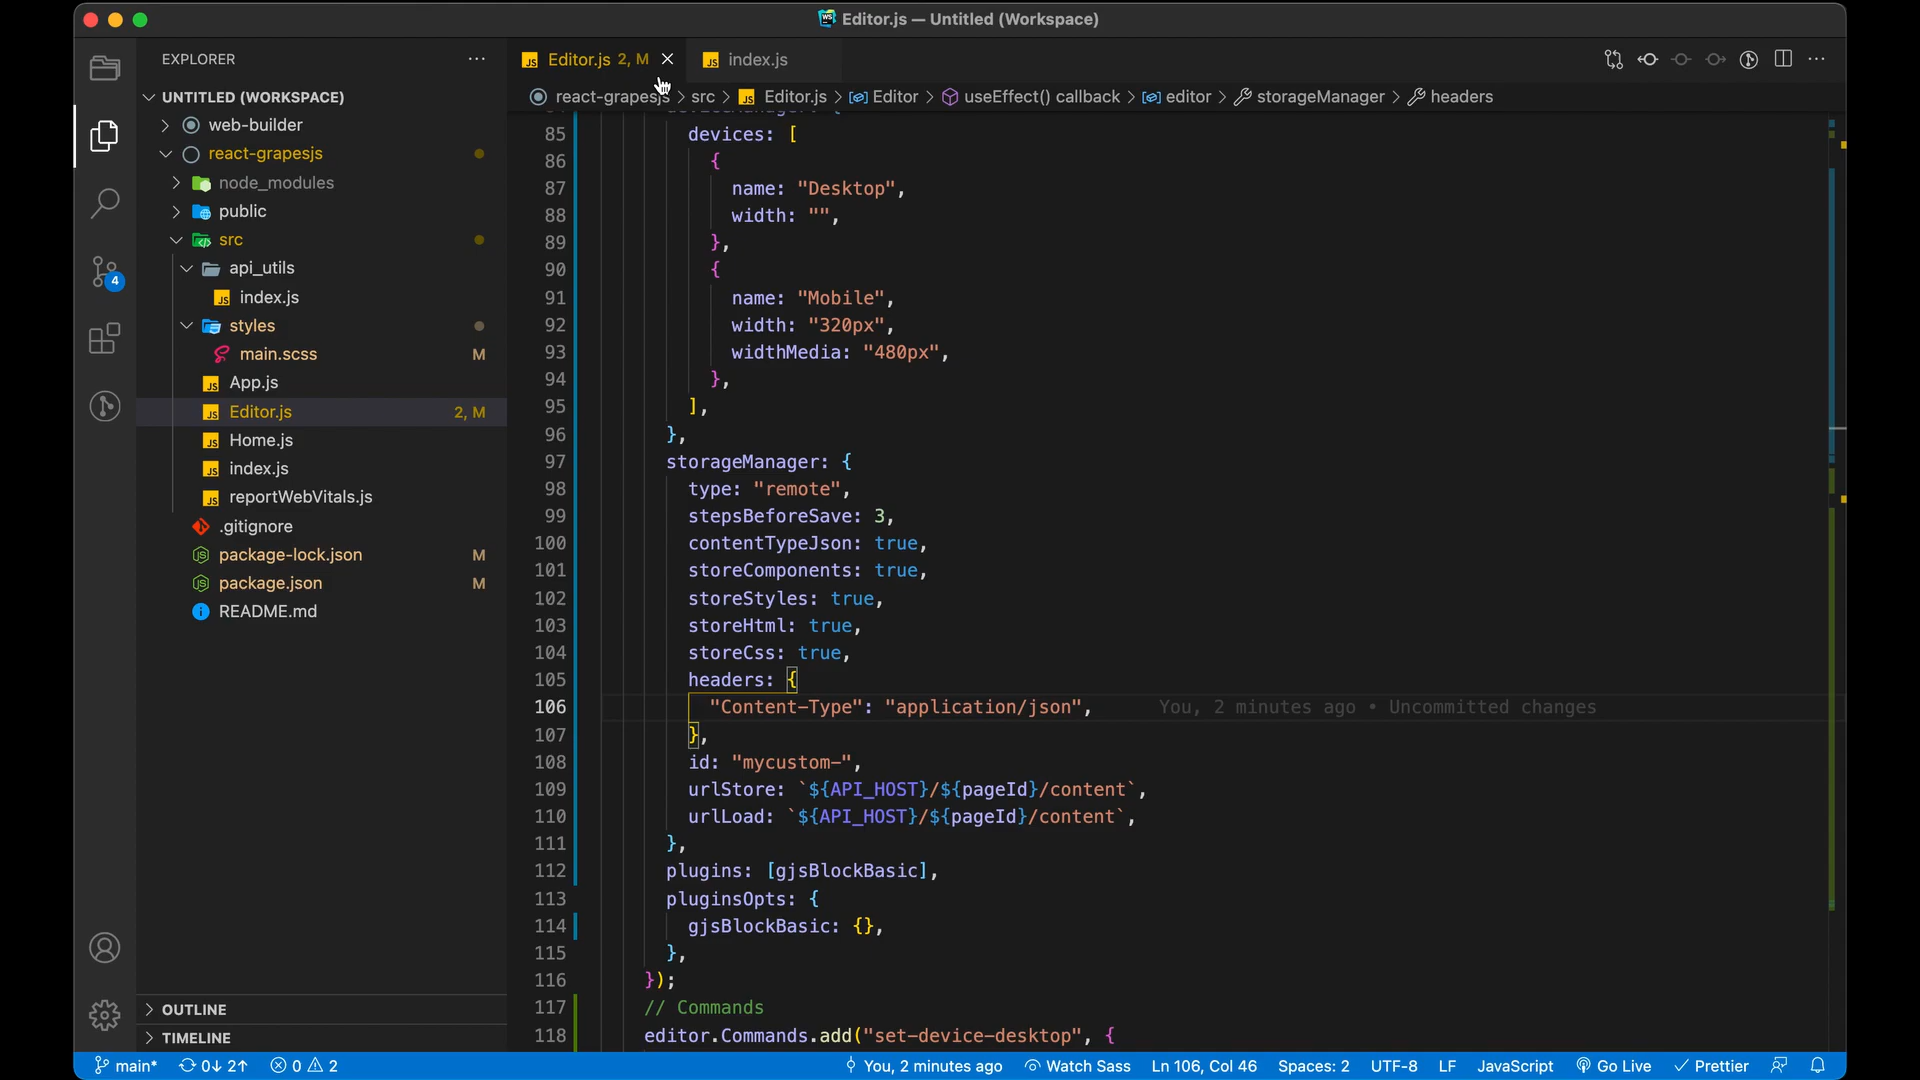 Editor.js — Untitled (Workspace)
EXPLORER
UNTITLED (WORKSPACE)
web-builder
react-grapesjs
node_modules
public
src
api_utils
index.js
styles
main.scss M
App.js
Editor.js 2, M
Home.js
index.js
reportWebVitals.js
.gitignore
package-lock.json M
package.json M
README.md
OUTLINE
TIMELINE
4
Editor.js 2, M
index.js
react-grapesjs > src > Editor.js > Editor > useEffect() callback > editor > storageManager > headers
85 devices: [
86 {
87 name: "Desktop",
88 width: "",
89 },
90 {
91 name: "Mobile",
92 width: "320px",
93 widthMedia: "480px",
94 },
95 ],
96 },
97 storageManager: {
98 type: "remote",
99 stepsBeforeSave: 3,
100 contentTypeJson: true,
101 storeComponents: true,
102 storeStyles: true,
103 storeHtml: true,
104 storeCss: true,
105 headers: {
106 "Content-Type": "application/json", You, 2 minutes ago • Uncommitted changes
107 },
108 id: "mycustom-",
109 urlStore: `${API_HOST}/${pageId}/content`,
110 urlLoad: `${API_HOST}/${pageId}/content`,
111 },
112 plugins: [gjsBlockBasic],
113 pluginsOpts: {
114 gjsBlockBasic: {},
115 },
116 });
117 // Commands
118 editor.Commands.add("set-device-desktop", {
main* 0↓ 2↑ 0 2 You, 2 minutes ago Watch Sass Ln 106, Col 46 Spaces: 2 UTF-8 LF JavaScript Go Live Prettier